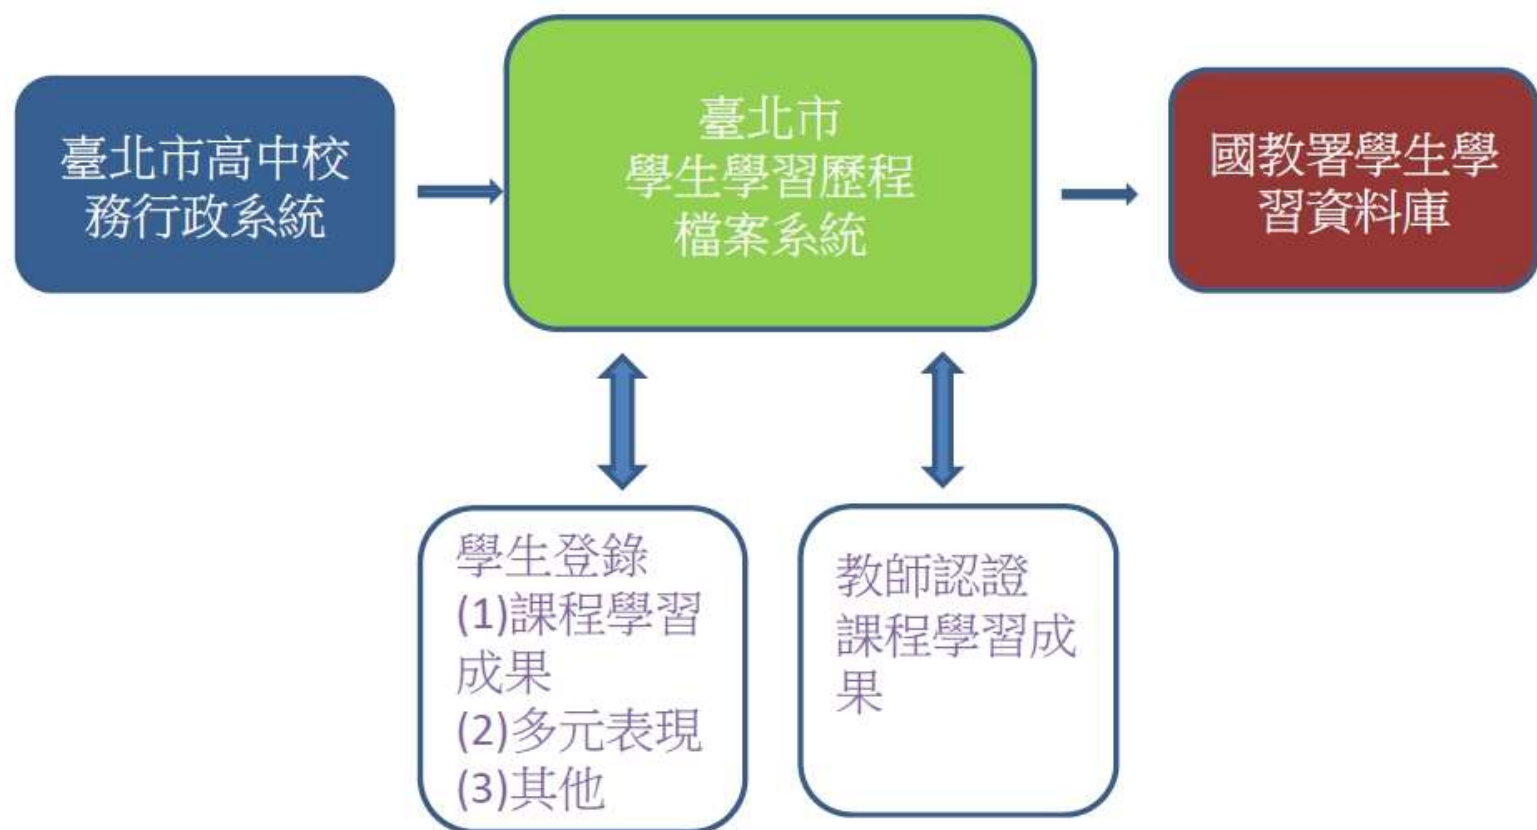 臺北市高中校
務行政系統
臺北市
學生學習歷程
檔案系統
國教署學生學
習資料庫
學生登錄
(1)課程學習
成果
(2)多元表現
(3)其他
教師認證
課程學習成
果